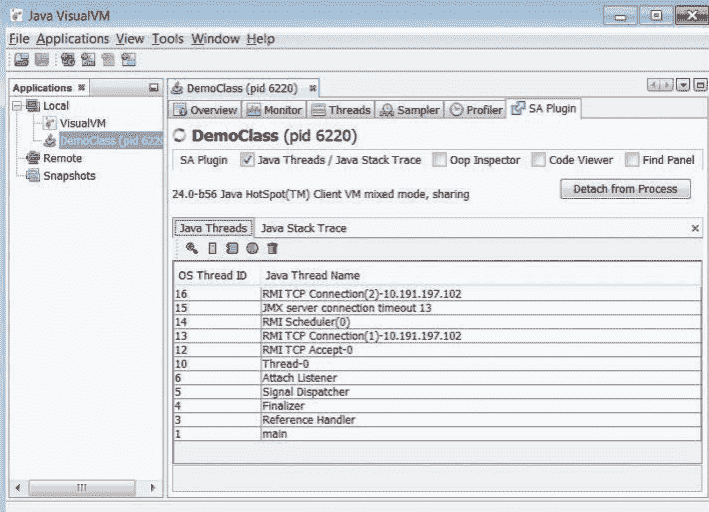 Java VisualVM
File Applications View Tools Window Help
Applications
DemoClass (pid 6220)
Local
VisualVM
DemoClass (pid 622
Remote
Snapshots
Overview Monitor Threads Sampler Profiler SA Plugin
DemoClass (pid 6220)
SA Plugin Java Threads / Java Stack Trace Oop Inspector Code Viewer Find Panel
24.0-b56 Java HotSpot(TM) Client VM mixed mode, sharing
Detach from Process
Java Threads Java Stack Trace
OS Thread ID Java Thread Name
16 RMI TCP Connection(2)-10.191.197.102
15 JMX server connection timeout 13
14 RMI Scheduler(0)
13 RMI TCP Connection(1)-10.191.197.102
12 RMI TCP Accept-0
10 Thread-0
6 Attach Listener
5 Signal Dispatcher
4 Finalizer
3 Reference Handler
1 main